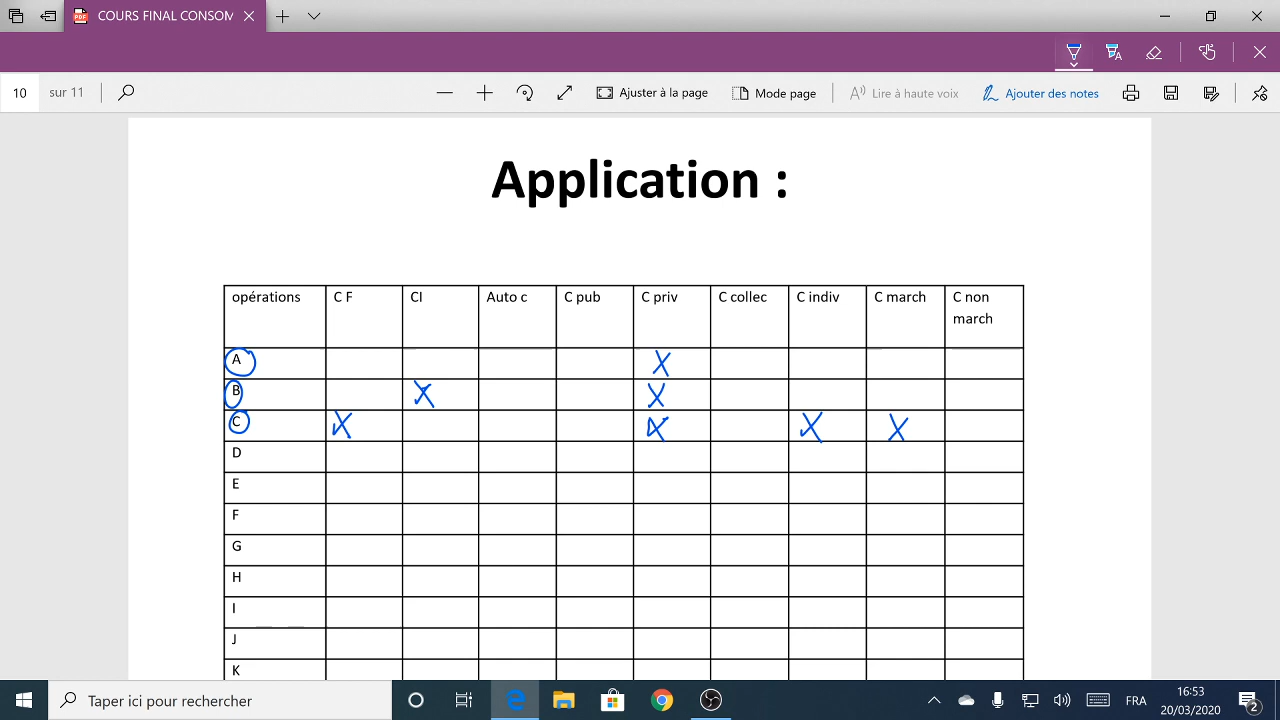 COURS FINAL CONSOM
10 sur 11 Ajuster à la page Mode page Lire à haute voix Ajouter des notes
Application :
opérations C F CI Auto c C pub C priv C collec C indiv C march C non march
A X
B X X
C X X X X
D
E
F
G
H
I
J
K
Taper ici pour rechercher FRA 16:53
20/03/2020 2